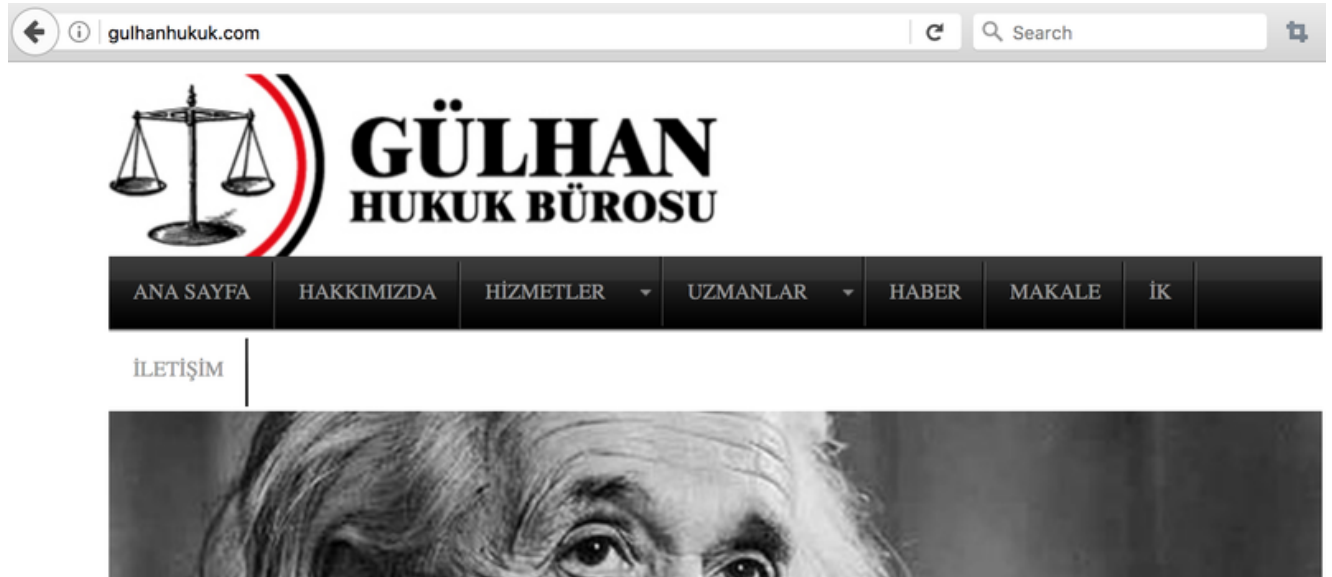 gulhanhukuk.com Search
GÜLHAN
HUKUK BÜROSU
ANA SAYFA HAKKIMIZDA HİZMETLER UZMANLAR HABER MAKALE İK
İLETİŞİM